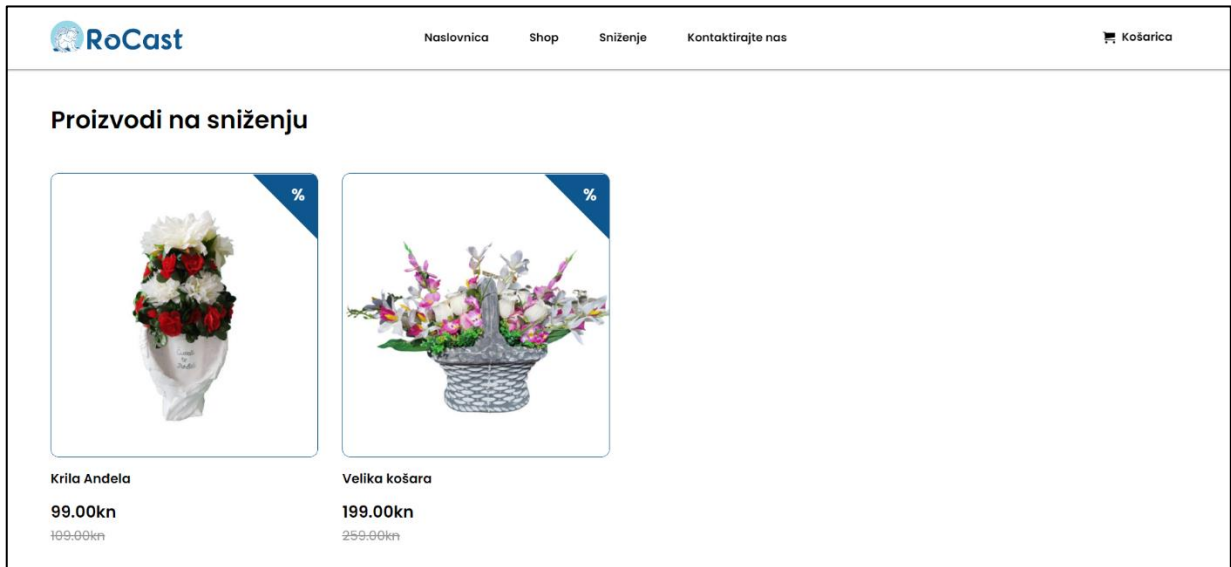 RoCast
Naslovnica Shop Sniženje Kontaktirajte nas Košarica
Proizvodi na sniženju
% %
Krila Anđela Velika košara
99.00kn 199.00kn
109.00kn 259.00kn